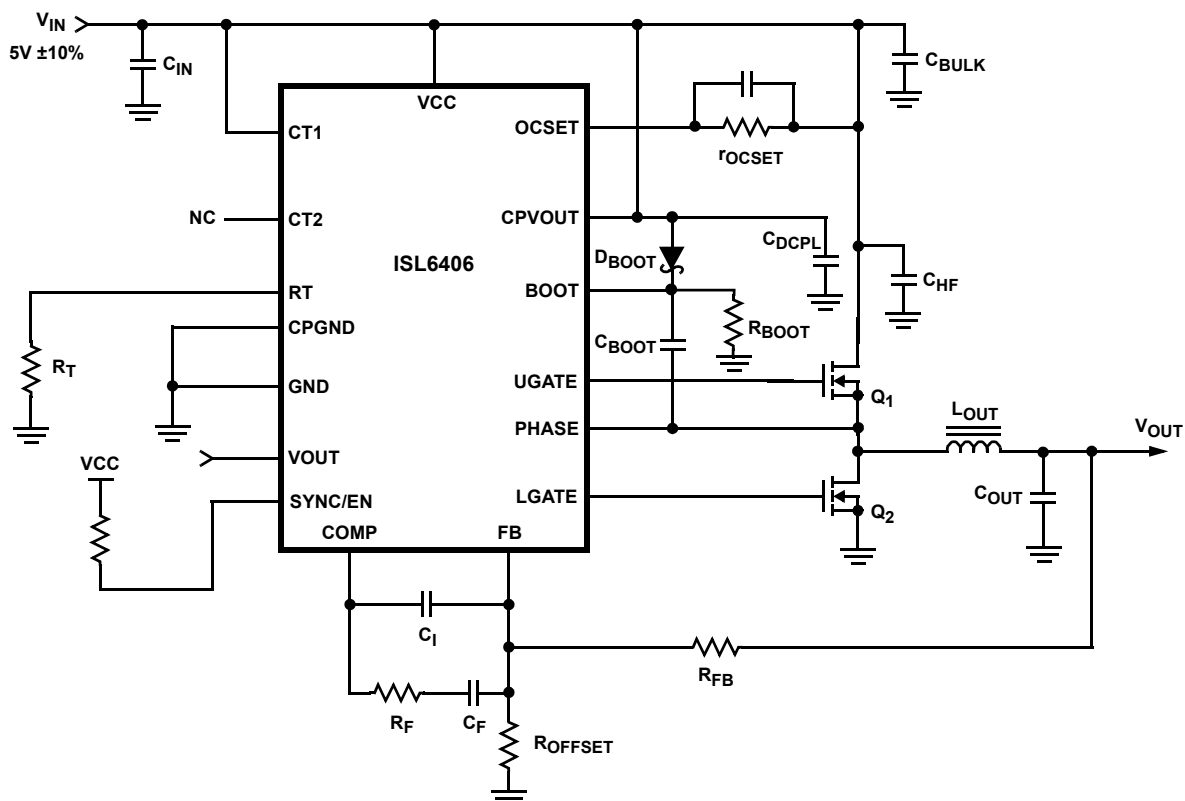 VIN
5V ±10%
CIN
CBULK
VCC
OCSET
rOCSET
CT1
NC
CT2
CPVOUT
CDCPL
DBOOT
ISL6406
BOOT
CHF
RT
RBOOT
CPGND
CBOOT
RT
UGATE
Q1
GND
LOUT
PHASE
VOUT
VOUT
VCC
LGATE
COUT
Q2
SYNC/EN
COMP
FB
CI
RFB
RF
CF
ROFFSET